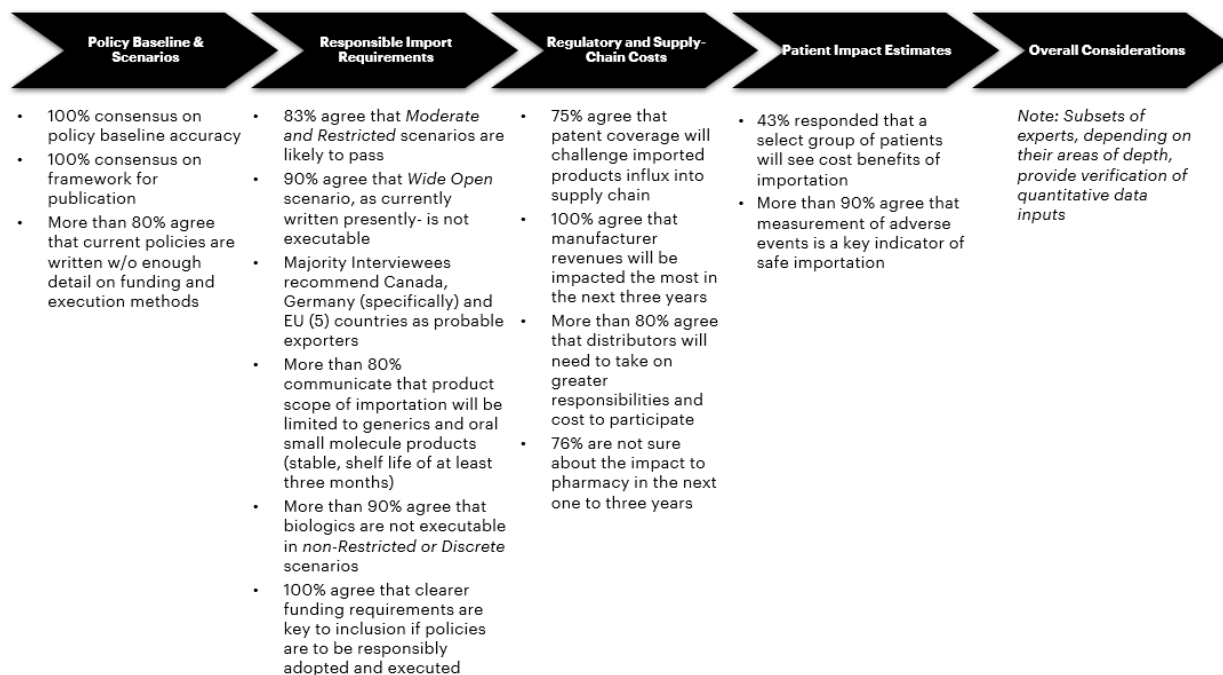 Policy Baseline &
Scenarios
Responsible Import
Requirements
Regulatory and Supply-
Chain Costs
Patient Impact Estimates
Overall Considerations
• 100% consensus on
policy baseline accuracy
• 100% consensus on
framework for
publication
• More than 80% agree
that current policies are
written w/o enough
detail on funding and
execution methods
• 83% agree that Moderate
and Restricted scenarios are
likely to pass
• 90% agree that Wide Open
scenario, as currently
written presently- is not
executable
• Majority Interviewees
recommend Canada,
Germany (specifically) and
EU (5) countries as probable
exporters
• More than 80%
communicate that product
scope of importation will be
limited to generics and oral
small molecule products
(stable, shelf life of at least
three months)
• More than 90% agree that
biologics are not executable
in non-Restricted or Discrete
scenarios
• 100% agree that clearer
funding requirements are
key to inclusion if policies
are to be responsibly
adopted and executed
• 75% agree that
patent coverage will
challenge imported
products influx into
supply chain
• 100% agree that
manufacturer
revenues will be
impacted the most in
the next three years
• More than 80% agree
that distributors will
need to take on
greater
responsibilities and
cost to participate
• 76% are not sure
about the impact to
pharmacy in the next
one to three years
• 43% responded that a
select group of patients
will see cost benefits of
importation
• More than 90% agree that
measurement of adverse
events is a key indicator of
safe importation
Note: Subsets of
experts, depending on
their areas of depth,
provide verification of
quantitative data
inputs